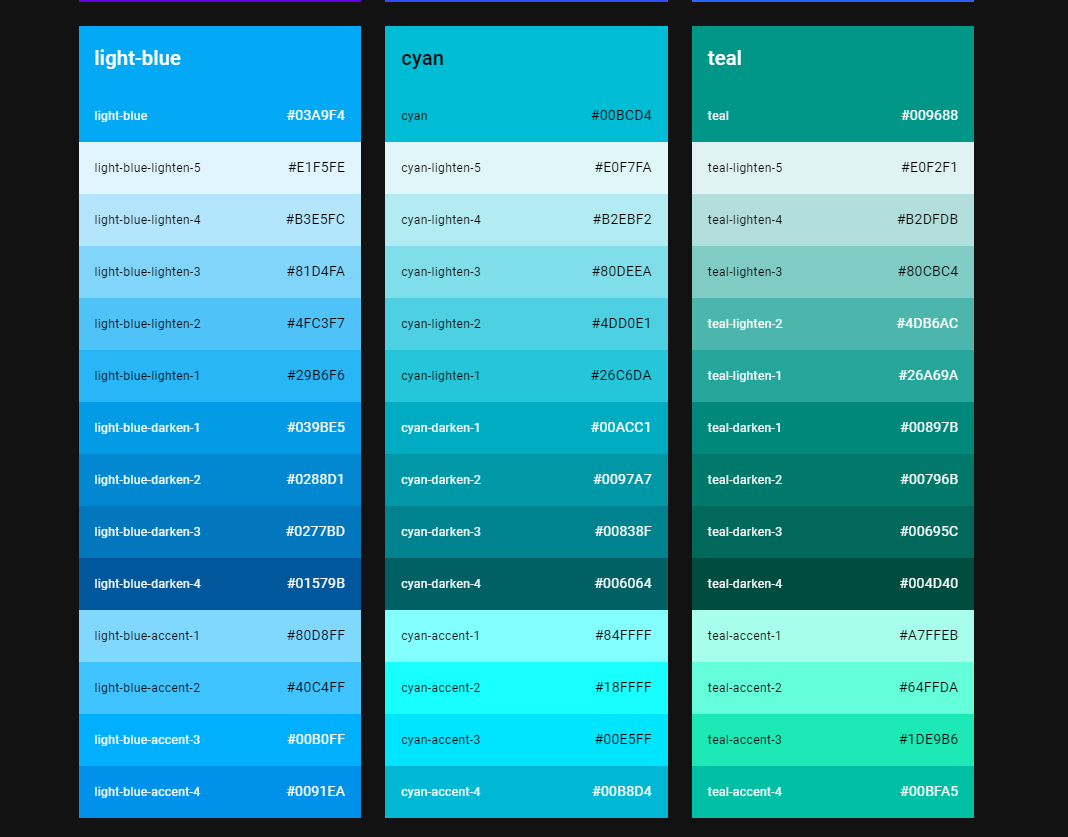 light-blue
light-blue #03A9F4
light-blue-lighten-5 #E1F5FE
light-blue-lighten-4 #B3E5FC
light-blue-lighten-3 #81D4FA
light-blue-lighten-2 #4FC3F7
light-blue-lighten-1 #29B6F6
light-blue-darken-1 #039BE5
light-blue-darken-2 #0288D1
light-blue-darken-3 #0277BD
light-blue-darken-4 #01579B
light-blue-accent-1 #80D8FF
light-blue-accent-2 #40C4FF
light-blue-accent-3 #00B0FF
light-blue-accent-4 #0091EA
cyan
cyan #00BCD4
cyan-lighten-5 #E0F7FA
cyan-lighten-4 #B2EBF2
cyan-lighten-3 #80DEEA
cyan-lighten-2 #4DD0E1
cyan-lighten-1 #26C6DA
cyan-darken-1 #00ACC1
cyan-darken-2 #0097A7
cyan-darken-3 #00838F
cyan-darken-4 #006064
cyan-accent-1 #84FFFF
cyan-accent-2 #18FFFF
cyan-accent-3 #00E5FF
cyan-accent-4 #00B8D4
teal
teal #009688
teal-lighten-5 #E0F2F1
teal-lighten-4 #B2DFDB
teal-lighten-3 #80CBC4
teal-lighten-2 #4DB6AC
teal-lighten-1 #26A69A
teal-darken-1 #00897B
teal-darken-2 #00796B
teal-darken-3 #00695C
teal-darken-4 #004D40
teal-accent-1 #A7FFEB
teal-accent-2 #64FFDA
teal-accent-3 #1DE9B6
teal-accent-4 #00BFA5